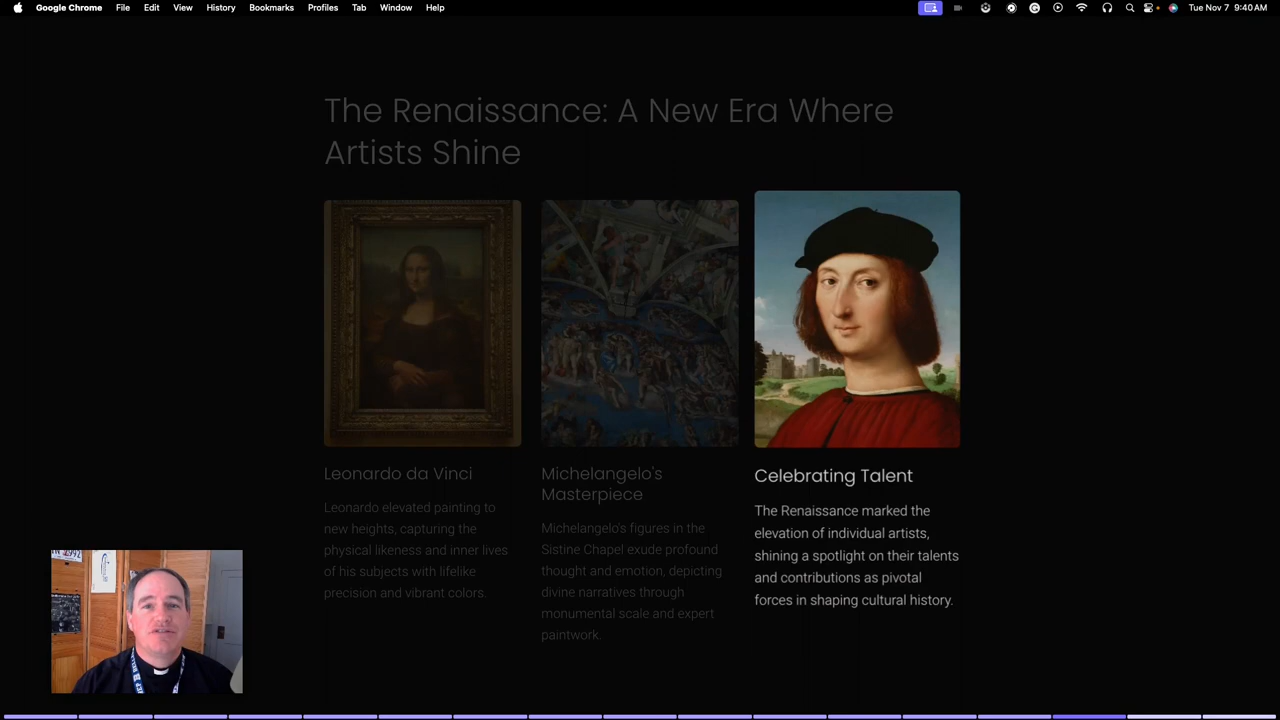 Google Chrome File Edit View History Bookmarks Profiles Tab Window Help Tue Nov 7 9:40 AM
The Renaissance: A New Era Where
Artists Shine
Leonardo da Vinci
Leonardo elevated painting to
new heights, capturing the
physical likeness and inner lives
of his subjects with lifelike
precision and vibrant colors.
Michelangelo's
Masterpiece
Michelangelo's figures in the
Sistine Chapel exude profound
thought and emotion, depicting
divine narratives through
monumental scale and expert
paintwork.
Celebrating Talent
The Renaissance marked the
elevation of individual artists,
shining a spotlight on their talents
and contributions as pivotal
forces in shaping cultural history.